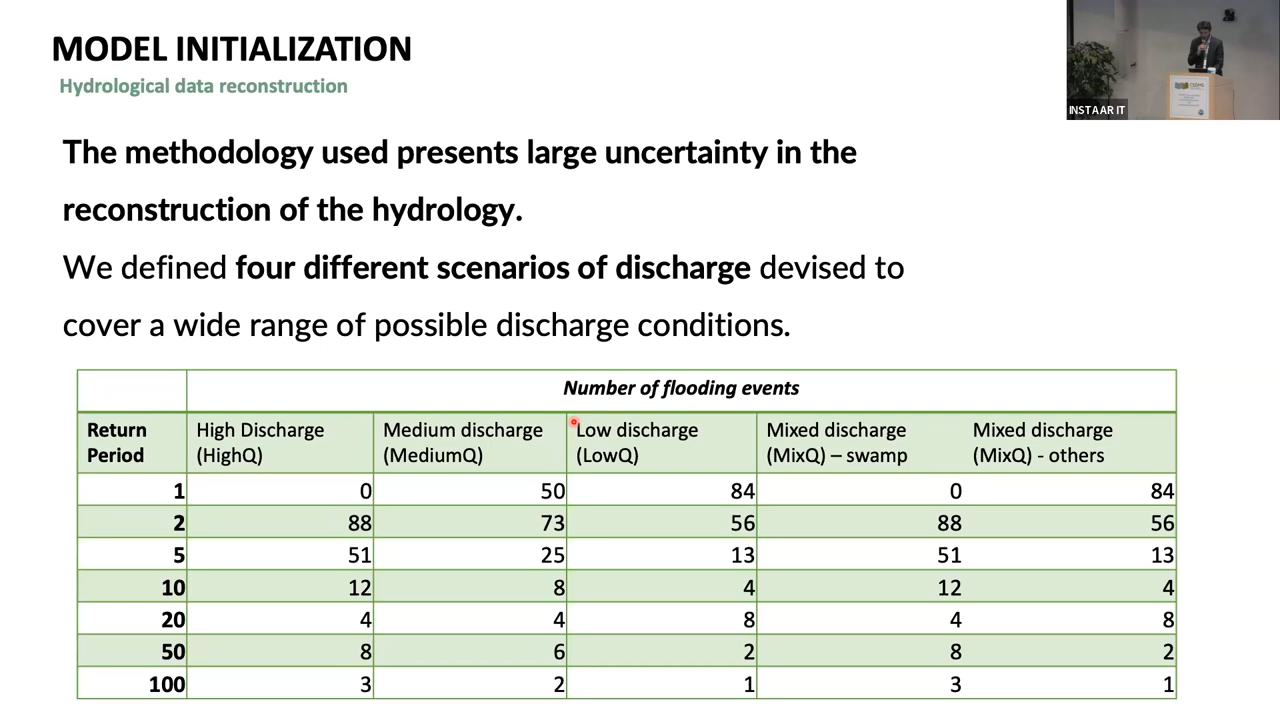 MODEL INITIALIZATION
Hydrological data reconstruction
INSTAAR IT
The methodology used presents large uncertainty in the
reconstruction of the hydrology.
We defined four different scenarios of discharge devised to
cover a wide range of possible discharge conditions.
Number of flooding events
Return Period High Discharge (HighQ) Medium discharge (MediumQ) Low discharge (LowQ) Mixed discharge (MixQ) – swamp Mixed discharge (MixQ) - others
1 0 50 84 0 84
2 88 73 56 88 56
5 51 25 13 51 13
10 12 8 4 12 4
20 4 4 8 4 8
50 8 6 2 8 2
100 3 2 1 3 1